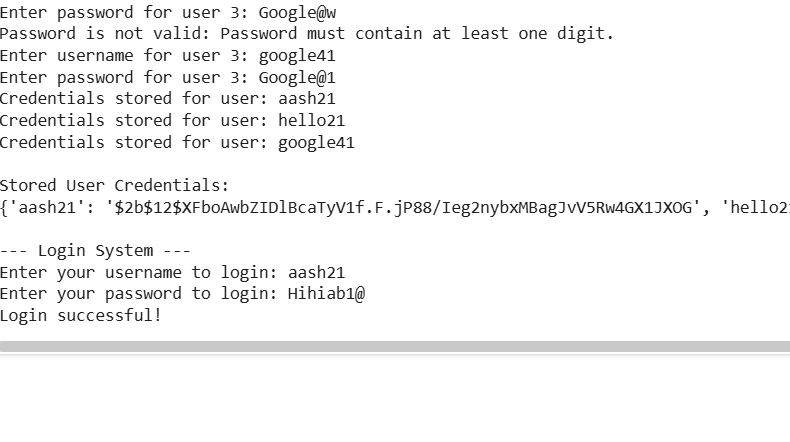 Enter password for user 3: Google@w
Password is not valid: Password must contain at least one digit.
Enter username for user 3: google41
Enter password for user 3: Google@1
Credentials stored for user: aash21
Credentials stored for user: hello21
Credentials stored for user: google41
Stored User Credentials:
{'aash21': '$2b$12$XFboAwbZIDlBcaTyV1f.F.jP88/Ieg2nybxMBagJvV5Rw4GX1JXOG', 'hello21
--- Login System ---
Enter your username to login: aash21
Enter your password to login: Hihiab1@
Login successful!